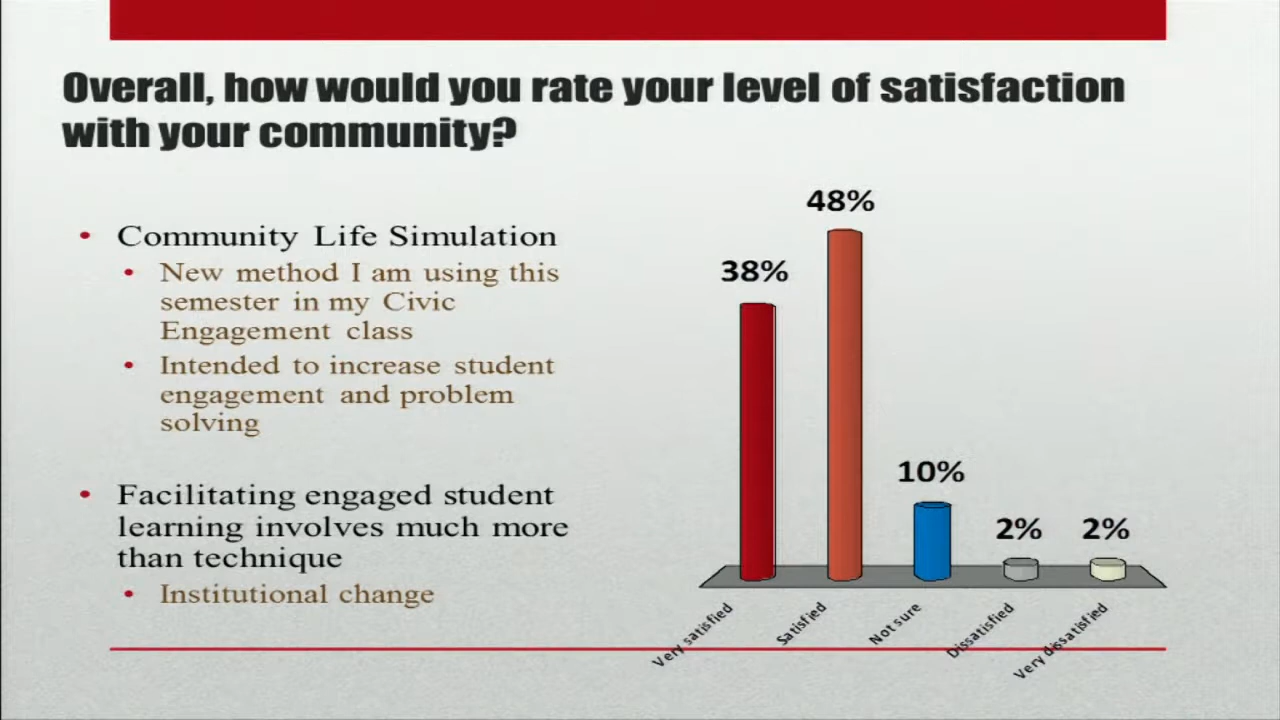 Overall, how would you rate your level of satisfaction
with your community?
• Community Life Simulation
• New method I am using this
semester in my Civic
Engagement class
• Intended to increase student
engagement and problem
solving
• Facilitating engaged student
learning involves much more
than technique
• Institutional change
38%
48%
10%
2%
2%
Very satisfied
Satisfied
Not sure
Dissatisfied
Very dissatisfied